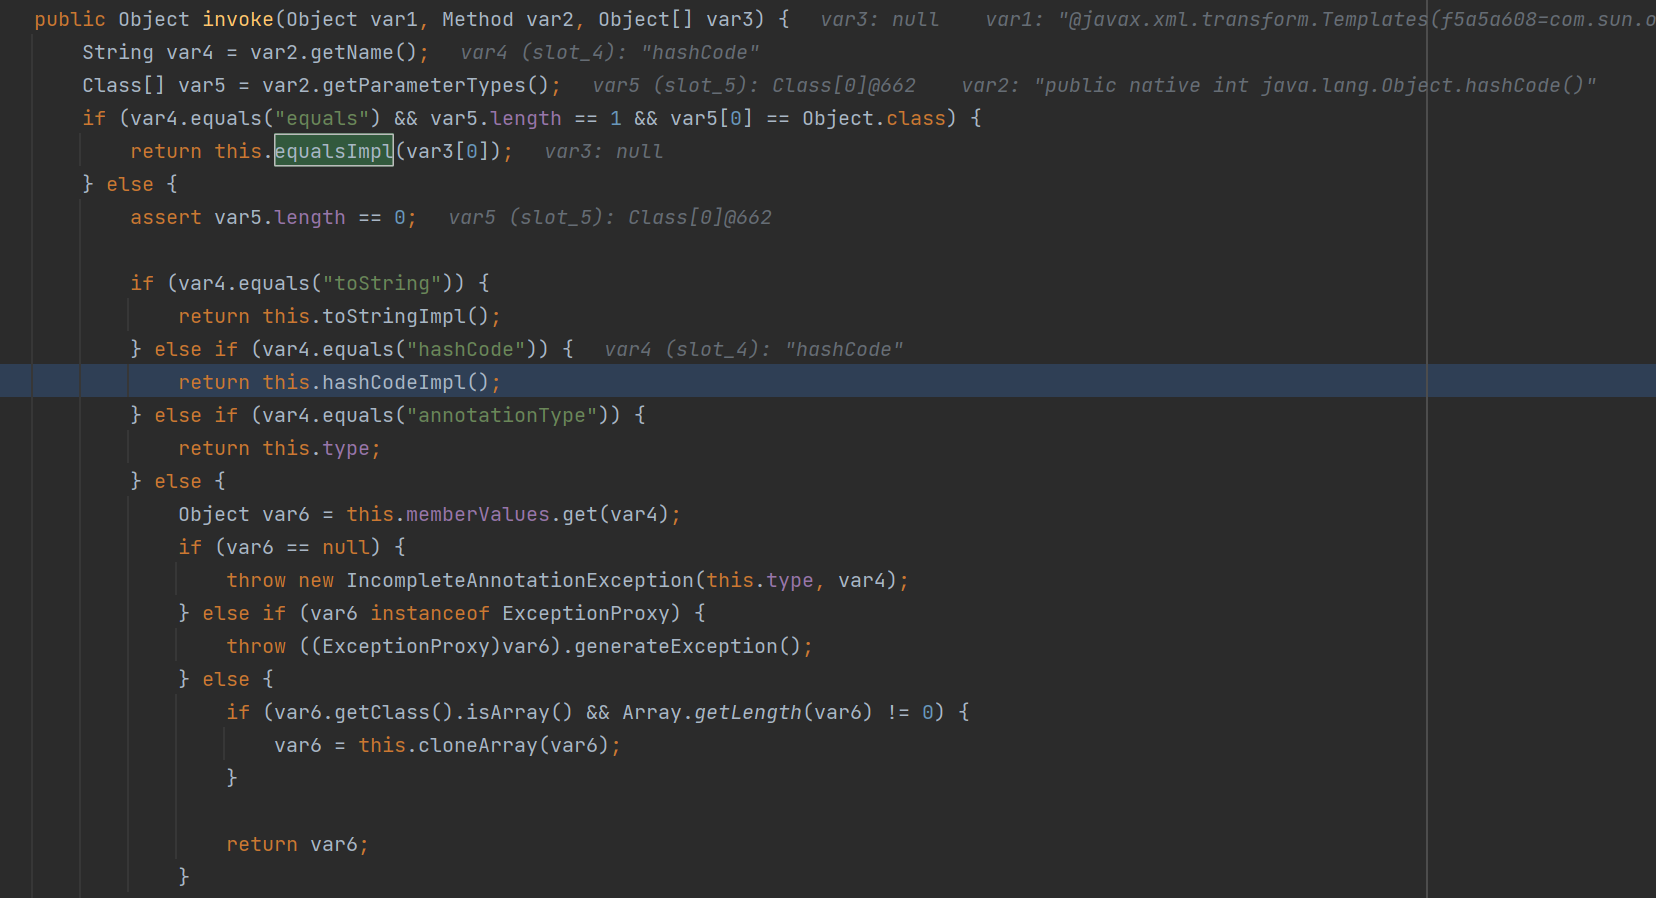 public Object invoke(Object var1, Method var2, Object[] var3) {   var3: null    var1: "@javax.xml.transform.Templates(f5a5a608=com.sun.o
    String var4 = var2.getName();   var4 (slot_4): "hashCode"
    Class[] var5 = var2.getParameterTypes();   var5 (slot_5): Class[0]@662    var2: "public native int java.lang.Object.hashCode()"
    if (var4.equals("equals") && var5.length == 1 && var5[0] == Object.class) {
        return this.equalsImpl(var3[0]);   var3: null
    } else {
        assert var5.length == 0;   var5 (slot_5): Class[0]@662
        if (var4.equals("toString")) {
            return this.toStringImpl();
        } else if (var4.equals("hashCode")) {   var4 (slot_4): "hashCode"
            return this.hashCodeImpl();
        } else if (var4.equals("annotationType")) {
            return this.type;
        } else {
            Object var6 = this.memberValues.get(var4);
            if (var6 == null) {
                throw new IncompleteAnnotationException(this.type, var4);
            } else if (var6 instanceof ExceptionProxy) {
                throw ((ExceptionProxy)var6).generateException();
            } else {
                if (var6.getClass().isArray() && Array.getLength(var6) != 0) {
                    var6 = this.cloneArray(var6);
                }
                return var6;
            }